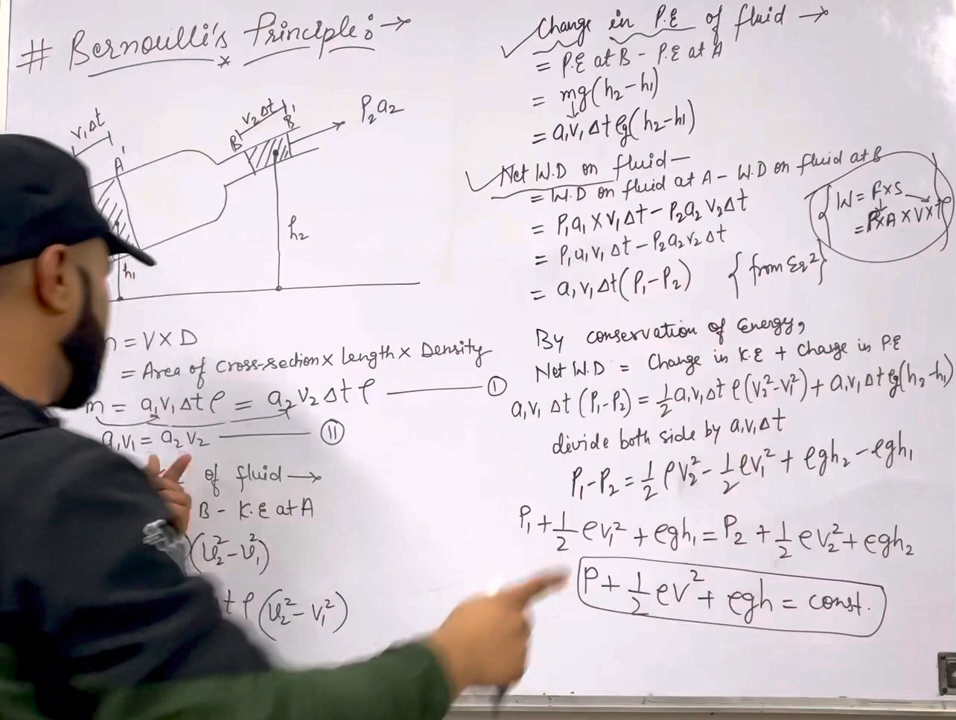 # Bernoulli's Principle :→
v₁Δt
A'
v₂Δt
B'
B
P₂a₂
h₂
h₁
= V×D
= Area of cross-section × length × Density
m = a₁v₁Δtρ = a₂v₂Δtρ ——— Ⓘ
a₁v₁ = a₂v₂ ——— Ⓘⓘ
of fluid →
B - K.E at A
(v₂² - v₁²)
tρ (v₂² - v₁²)
✓ Change in P.E of fluid →
= P.E at B - P.E at A
= mg(h₂-h₁)
= a₁v₁Δtρg(h₂-h₁)
✓ Net W.D on fluid —
= W.D on fluid at A - W.D on fluid at B
= P₁a₁×v₁Δt - P₂a₂v₂Δt
= P₁a₁v₁Δt - P₂a₂v₂Δt
= a₁v₁Δt(P₁-P₂) {from Eq²}
{W = F×S
= P×A×V×t}
By conservation of Energy,
Net W.D = Change in K.E + Change in PE
a₁v₁Δt (P₁-P₂) = ½a₁v₁Δtρ(v₂²-v₁²) + a₁v₁Δtρg(h₂-h₁)
divide both side by a₁v₁Δt
P₁-P₂ = ½ρv₂² - ½ρv₁² + ρgh₂ - ρgh₁
P₁ + ½ρv₁² + ρgh₁ = P₂ + ½ρv₂² + ρgh₂
P + ½ρv² + ρgh = const.